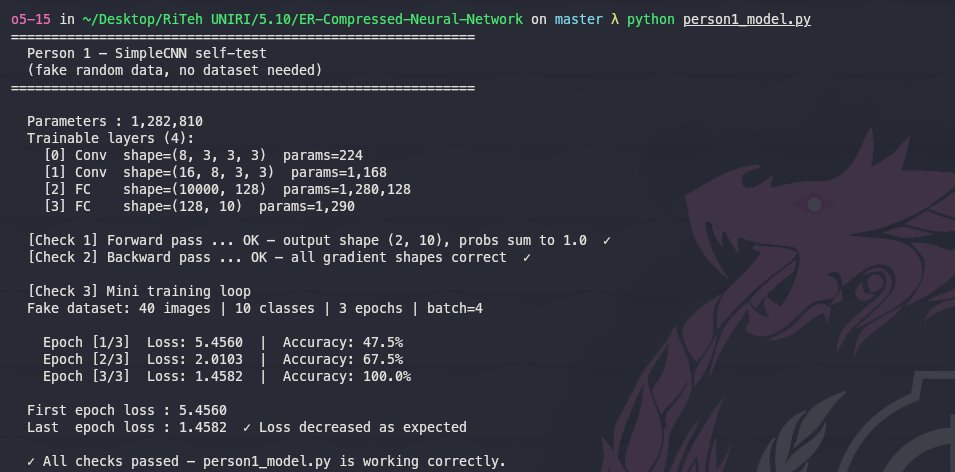 o5-15 in ~/Desktop/RiTeh UNIRI/5.10/ER-Compressed-Neural-Network on master λ python person1_model.py
==========================================================
Person 1 — SimpleCNN self-test
(fake random data, no dataset needed)
==========================================================
Parameters : 1,282,810
Trainable layers (4):
[0] Conv  shape=(8, 3, 3, 3)  params=224
[1] Conv  shape=(16, 8, 3, 3)  params=1,168
[2] FC    shape=(10000, 128)  params=1,280,128
[3] FC    shape=(128, 10)  params=1,290
[Check 1] Forward pass ... OK — output shape (2, 10), probs sum to 1.0  ✓
[Check 2] Backward pass ... OK — all gradient shapes correct  ✓
[Check 3] Mini training loop
Fake dataset: 40 images | 10 classes | 3 epochs | batch=4
Epoch [1/3]  Loss: 5.4560  |  Accuracy: 47.5%
Epoch [2/3]  Loss: 2.0103  |  Accuracy: 67.5%
Epoch [3/3]  Loss: 1.4582  |  Accuracy: 100.0%
First epoch loss : 5.4560
Last  epoch loss : 1.4582  ✓ Loss decreased as expected
✓ All checks passed — person1_model.py is working correctly.